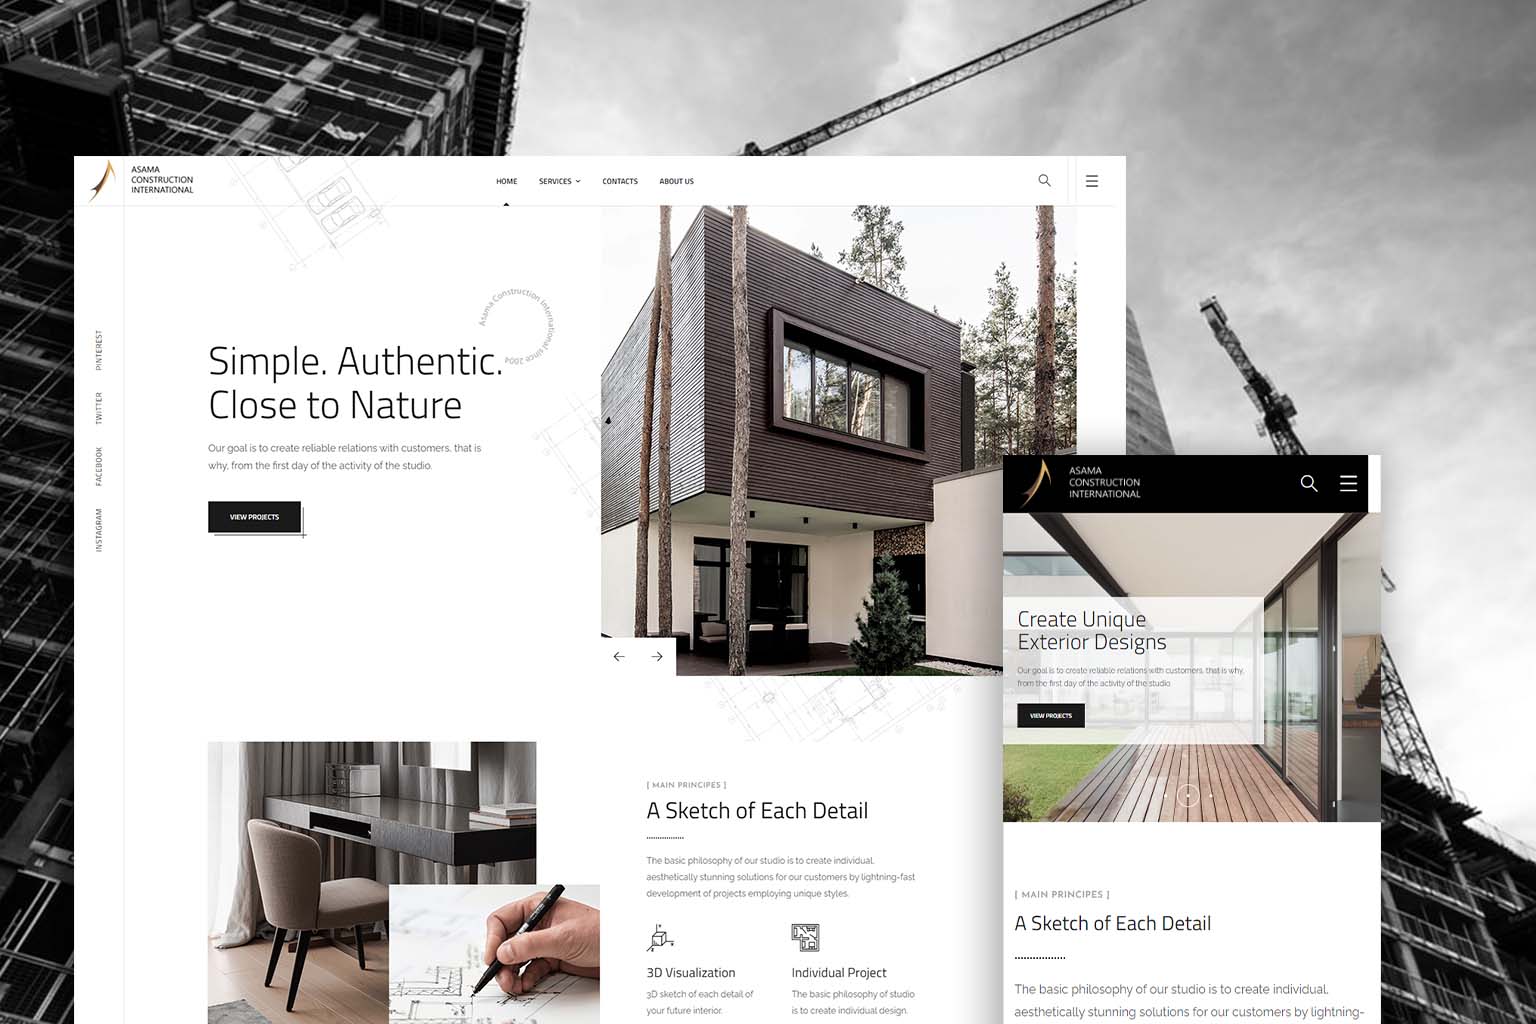 ASAMA
CONSTRUCTION
INTERNATIONAL
HOME
SERVICES
CONTACTS
ABOUT US
PINTEREST
TWITTER
FACEBOOK
INSTAGRAM
Asama Construction International since 2004
Simple. Authentic.
Close to Nature
Our goal is to create reliable relations with customers, that is
why, from the first day of the activity of the studio.
VIEW PROJECTS
[ MAIN PRINCIPES ]
A Sketch of Each Detail
The basic philosophy of our studio is to create individual,
aesthetically stunning solutions for our customers by lightning-fast
development of projects employing unique styles.
3D Visualization
3D sketch of each detail of
your future interior.
Individual Project
The basic philosophy of studio
is to create individual design.
ASAMA
CONSTRUCTION
INTERNATIONAL
Create Unique
Exterior Designs
Our goal is to create reliable relations with customers, that is why,
from the first day of the activity of the studio.
VIEW PROJECTS
[ MAIN PRINCIPES ]
A Sketch of Each Detail
The basic philosophy of our studio is to create individual,
aesthetically stunning solutions for our customers by lightning-